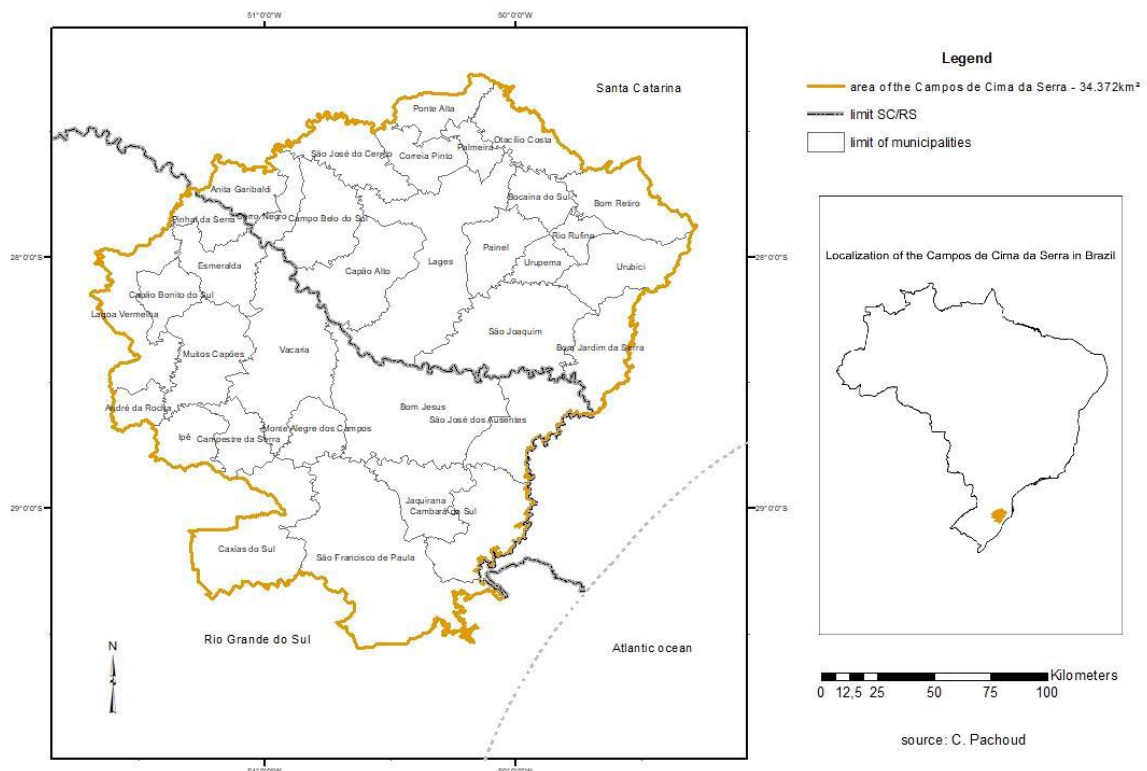 51°0'0"W
50°0'0"W
Santa Catarina
Ponte Alta
Otacílio Costa
Palmeira
São José do Cerrito
Correia Pinto
Anita Garibaldi
Bocaina do Sul
Bom Retiro
Pinhal da Serra
Cerro Negro
Campo Belo do Sul
Rio Rufino
Painel
28°0'0"S
28°0'0"S
Esmeralda
Capão Alto
Lages
Urupema
Urubici
Capão Bonito do Sul
Lagoa Vermelha
São Joaquim
Muitos Capões
Vacaria
Bom Jardim da Serra
André da Rocha
Bom Jesus
São José dos Ausentes
Ipê
Campestre da Serra
Monte Alegre dos Campos
Jaquirana
Cambará do Sul
29°0'0"S
29°0'0"S
Caxias do Sul
São Francisco de Paula
Rio Grande do Sul
Atlantic ocean
N
Legend
area of the Campos de Cima da Serra - 34.372km²
limit SC/RS
limit of municipalities
Localization of the Campos de Cima da Serra in Brazil
Kilometers
0 12,5 25 50 75 100
source: C. Pachoud